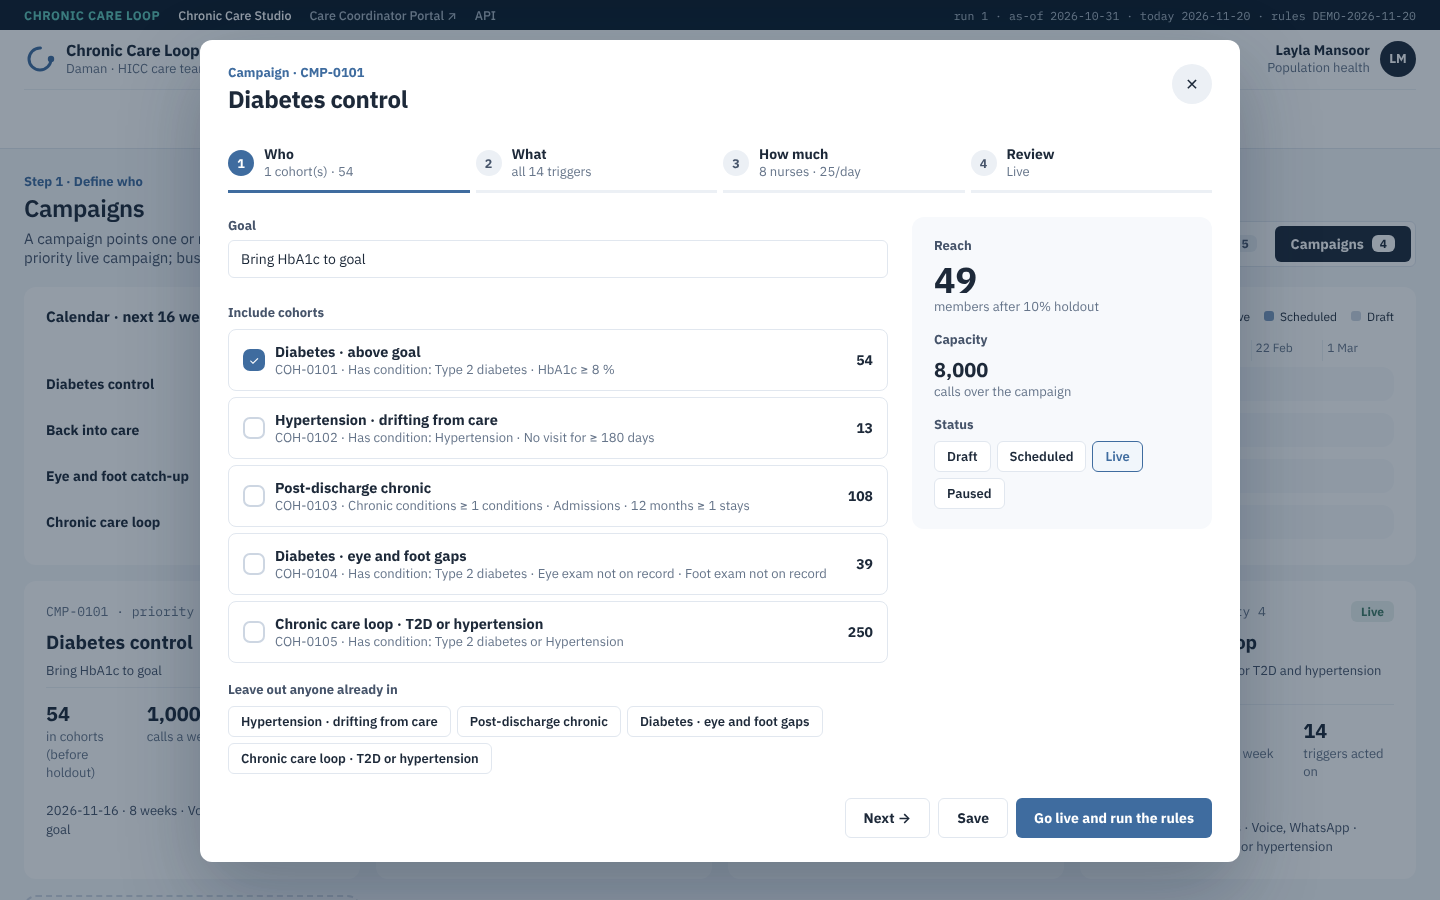 CHRONIC CARE LOOP Chronic Care Studio Care Coordinator Portal ↗ API run 1 · as-of 2026-10-31 · today 2026-11-20 · rules DEMO-2026-11-20
Chronic Care Loop
Daman · HICC care
Layla Mansoor
Population health
LM
Step 1 · Define who
Campaigns
A campaign points one or
priority live campaign;
5 Campaigns 4
Calendar · next 16
Scheduled Draft
22 Feb 1 Mar
Diabetes control
Back into care
Eye and foot catch-up
Chronic care loop
CMP-0101 · priority
Diabetes control
Bring HbA1c to goal
54 1,000
in cohorts calls a
(before
holdout)
2026-11-16 · 8 weeks ·
goal
4 Live
or T2D and hypertension
14
week triggers acted
on
· Voice, WhatsApp ·
or hypertension
Campaign · CMP-0101
Diabetes control
✕
1 Who
1 cohort(s) · 54
2 What
all 14 triggers
3 How much
8 nurses · 25/day
4 Review
Live
Goal
Bring HbA1c to goal
Include cohorts
Diabetes · above goal
COH-0101 · Has condition: Type 2 diabetes · HbA1c ≥ 8 %
54
Hypertension · drifting from care
COH-0102 · Has condition: Hypertension · No visit for ≥ 180 days
13
Post-discharge chronic
COH-0103 · Chronic conditions ≥ 1 conditions · Admissions · 12 months ≥ 1 stays
108
Diabetes · eye and foot gaps
COH-0104 · Has condition: Type 2 diabetes · Eye exam not on record · Foot exam not on record
39
Chronic care loop · T2D or hypertension
COH-0105 · Has condition: Type 2 diabetes or Hypertension
250
Leave out anyone already in
Hypertension · drifting from care Post-discharge chronic Diabetes · eye and foot gaps
Chronic care loop · T2D or hypertension
Reach
49
members after 10% holdout
Capacity
8,000
calls over the campaign
Status
Draft Scheduled Live
Paused
Next → Save Go live and run the rules